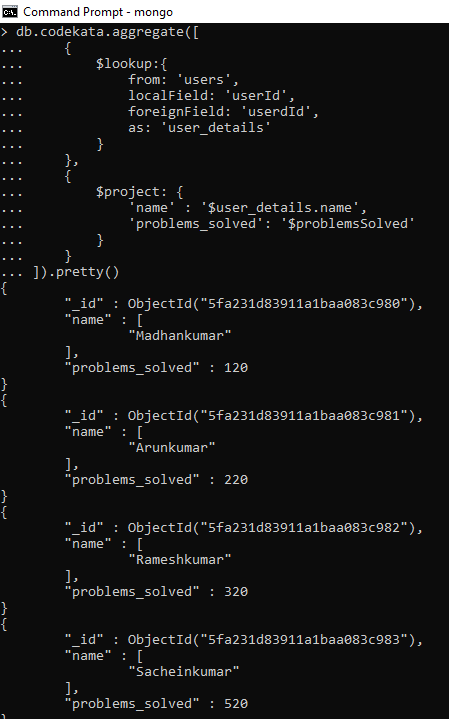 Command Prompt - mongo
> db.codekata.aggregate([
... {
... $lookup:{
... from: 'users',
... localField: 'userId',
... foreignField: 'userdId',
... as: 'user_details'
... }
... },
... {
... $project: {
... 'name' : '$user_details.name',
... 'problems_solved': '$problemsSolved'
... }
... }
... ]).pretty()
{
"_id" : ObjectId("5fa231d83911a1baa083c980"),
"name" : [
"Madhankumar"
],
"problems_solved" : 120
}
{
"_id" : ObjectId("5fa231d83911a1baa083c981"),
"name" : [
"Arunkumar"
],
"problems_solved" : 220
}
{
"_id" : ObjectId("5fa231d83911a1baa083c982"),
"name" : [
"Rameshkumar"
],
"problems_solved" : 320
}
{
"_id" : ObjectId("5fa231d83911a1baa083c983"),
"name" : [
"Sacheinkumar"
],
"problems_solved" : 520
}